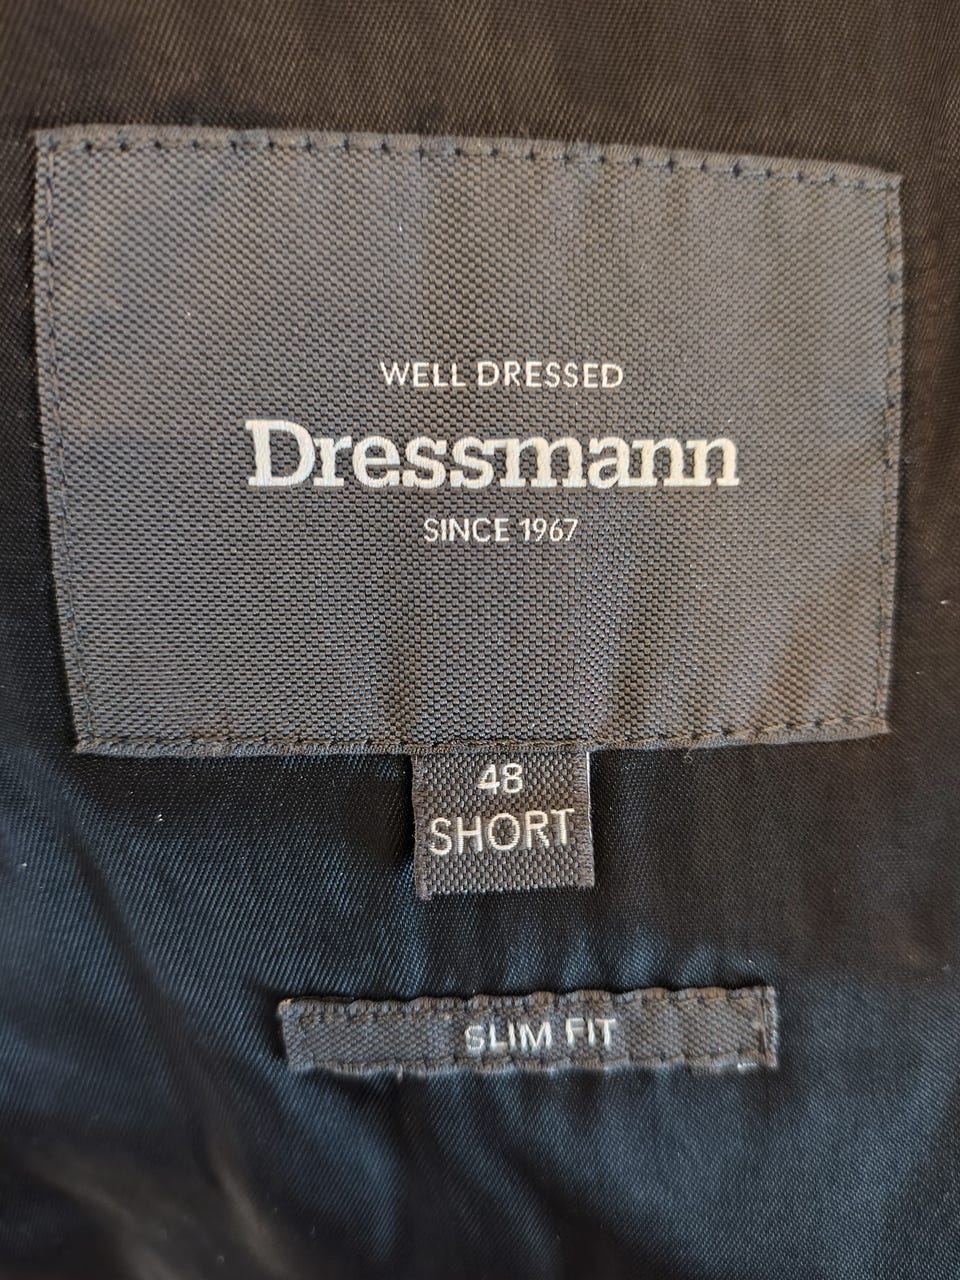 WELL DRESSED
Dressmann
SINCE 1967
48
SHORT
SLIM FIT